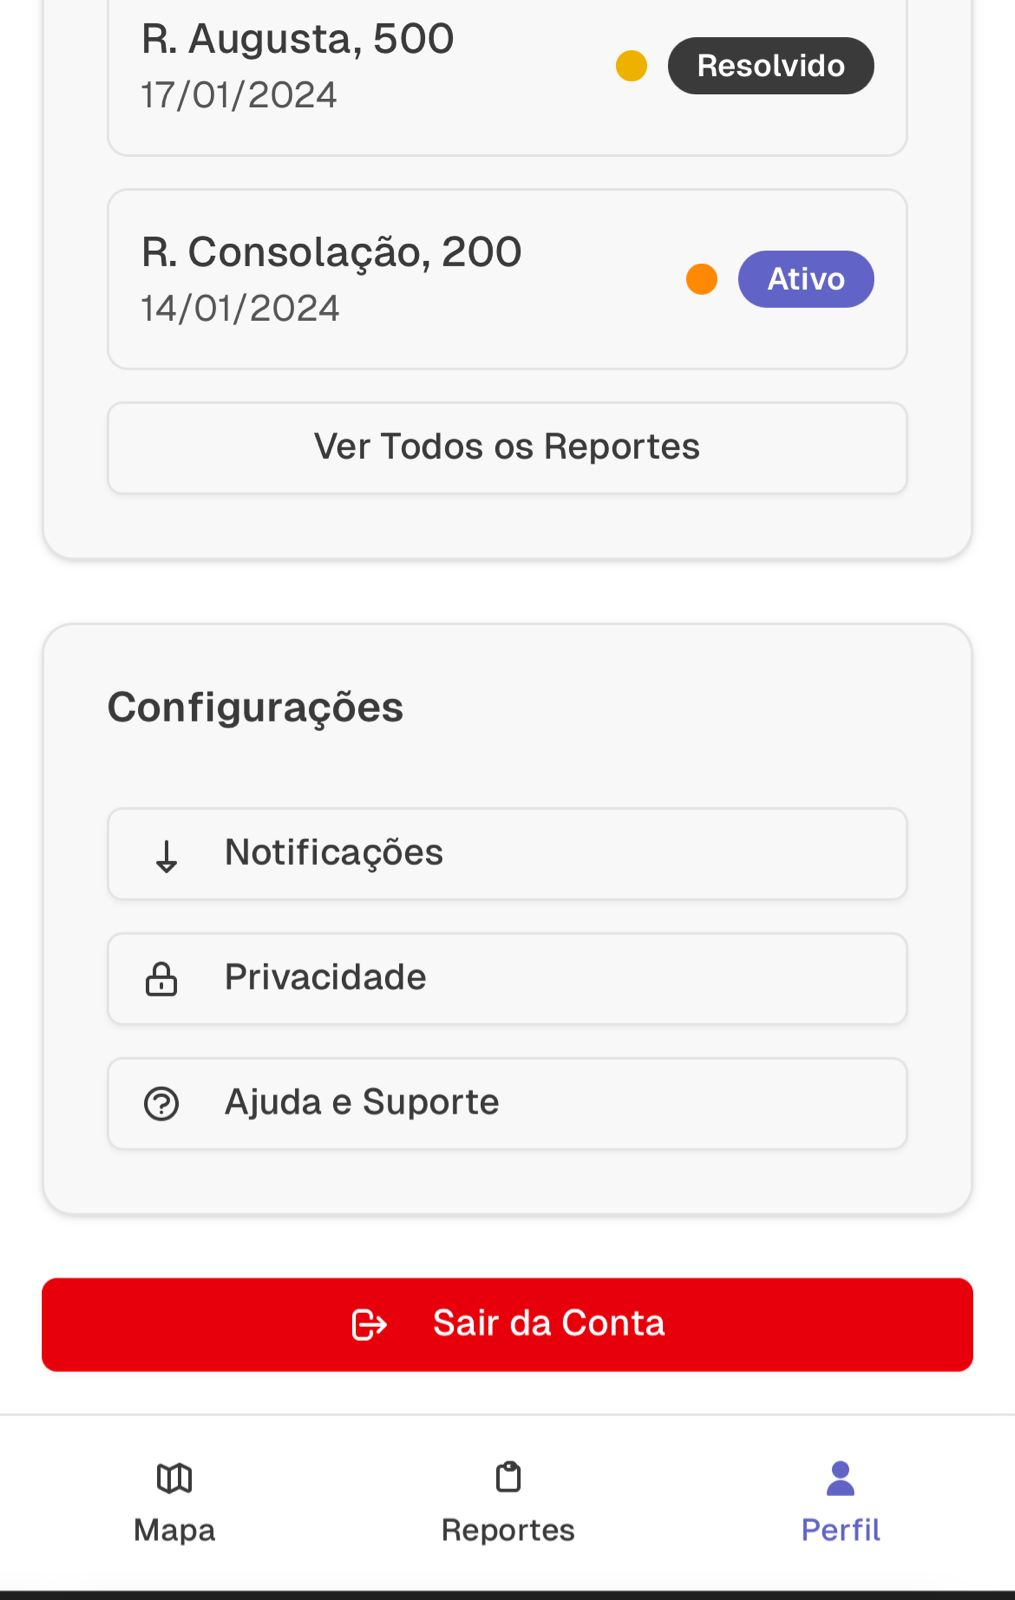 R. Augusta, 500
17/01/2024
Resolvido
R. Consolação, 200
14/01/2024
Ativo
Ver Todos os Reportes
Configurações
Notificações
Privacidade
Ajuda e Suporte
Sair da Conta
Mapa
Reportes
Perfil